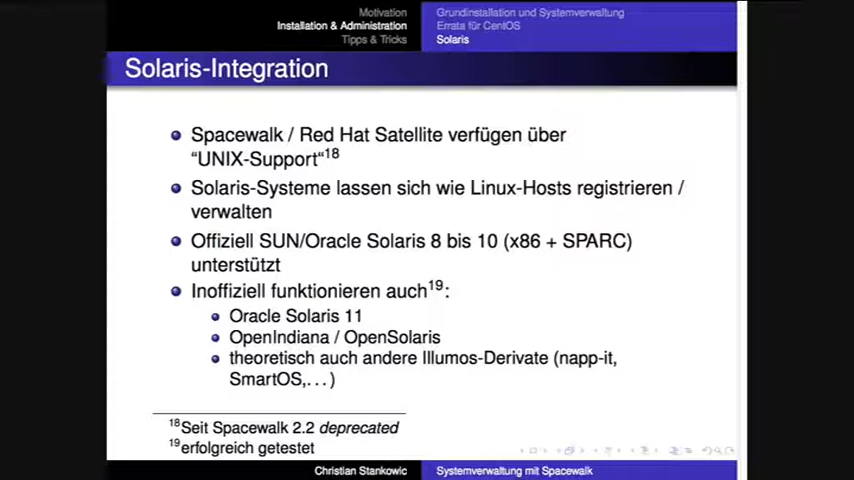 Motivation
Installation & Administration
Tipps & Tricks
Grundinstallation und Systemverwaltung
Errata für CentOS
Solaris
Solaris-Integration
Spacewalk / Red Hat Satellite verfügen über
“UNIX-Support“18
Solaris-Systeme lassen sich wie Linux-Hosts registrieren /
verwalten
Offiziell SUN/Oracle Solaris 8 bis 10 (x86 + SPARC)
unterstützt
Inoffiziell funktionieren auch19:
Oracle Solaris 11
OpenIndiana / OpenSolaris
theoretisch auch andere Illumos-Derivate (napp-it,
SmartOS,...)
18Seit Spacewalk 2.2 deprecated
19erfolgreich getestet
Christian Stankowic
Systemverwaltung mit Spacewalk